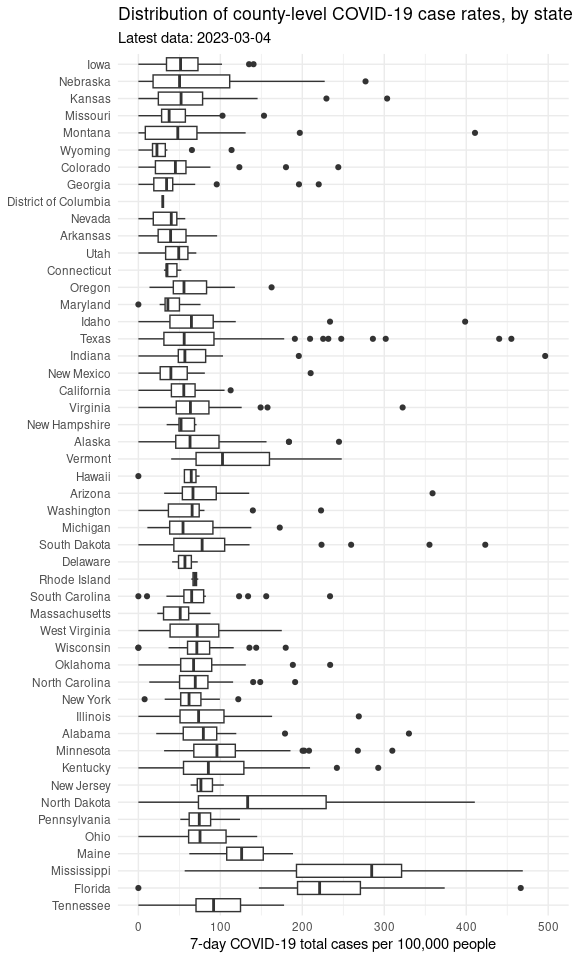 Distribution of county-level COVID-19 case rates, by state
Latest data: 2023-03-04
Iowa
Nebraska
Kansas
Missouri
Montana
Wyoming
Colorado
Georgia
District of Columbia
Nevada
Arkansas
Utah
Connecticut
Oregon
Maryland
Idaho
Texas
Indiana
New Mexico
California
Virginia
New Hampshire
Alaska
Vermont
Hawaii
Arizona
Washington
Michigan
South Dakota
Delaware
Rhode Island
South Carolina
Massachusetts
West Virginia
Wisconsin
Oklahoma
North Carolina
New York
Illinois
Alabama
Minnesota
Kentucky
New Jersey
North Dakota
Pennsylvania
Ohio
Maine
Mississippi
Florida
Tennessee
0 100 200 300 400 500
7-day COVID-19 total cases per 100,000 people